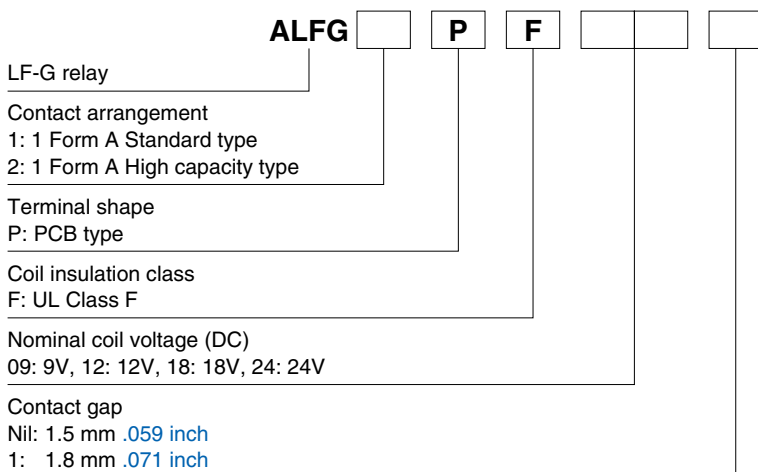 ALFG P F
LF-G relay
Contact arrangement
1: 1 Form A Standard type
2: 1 Form A High capacity type
Terminal shape
P: PCB type
Coil insulation class
F: UL Class F
Nominal coil voltage (DC)
09: 9V, 12: 12V, 18: 18V, 24: 24V
Contact gap
Nil: 1.5 mm .059 inch
1: 1.8 mm .071 inch